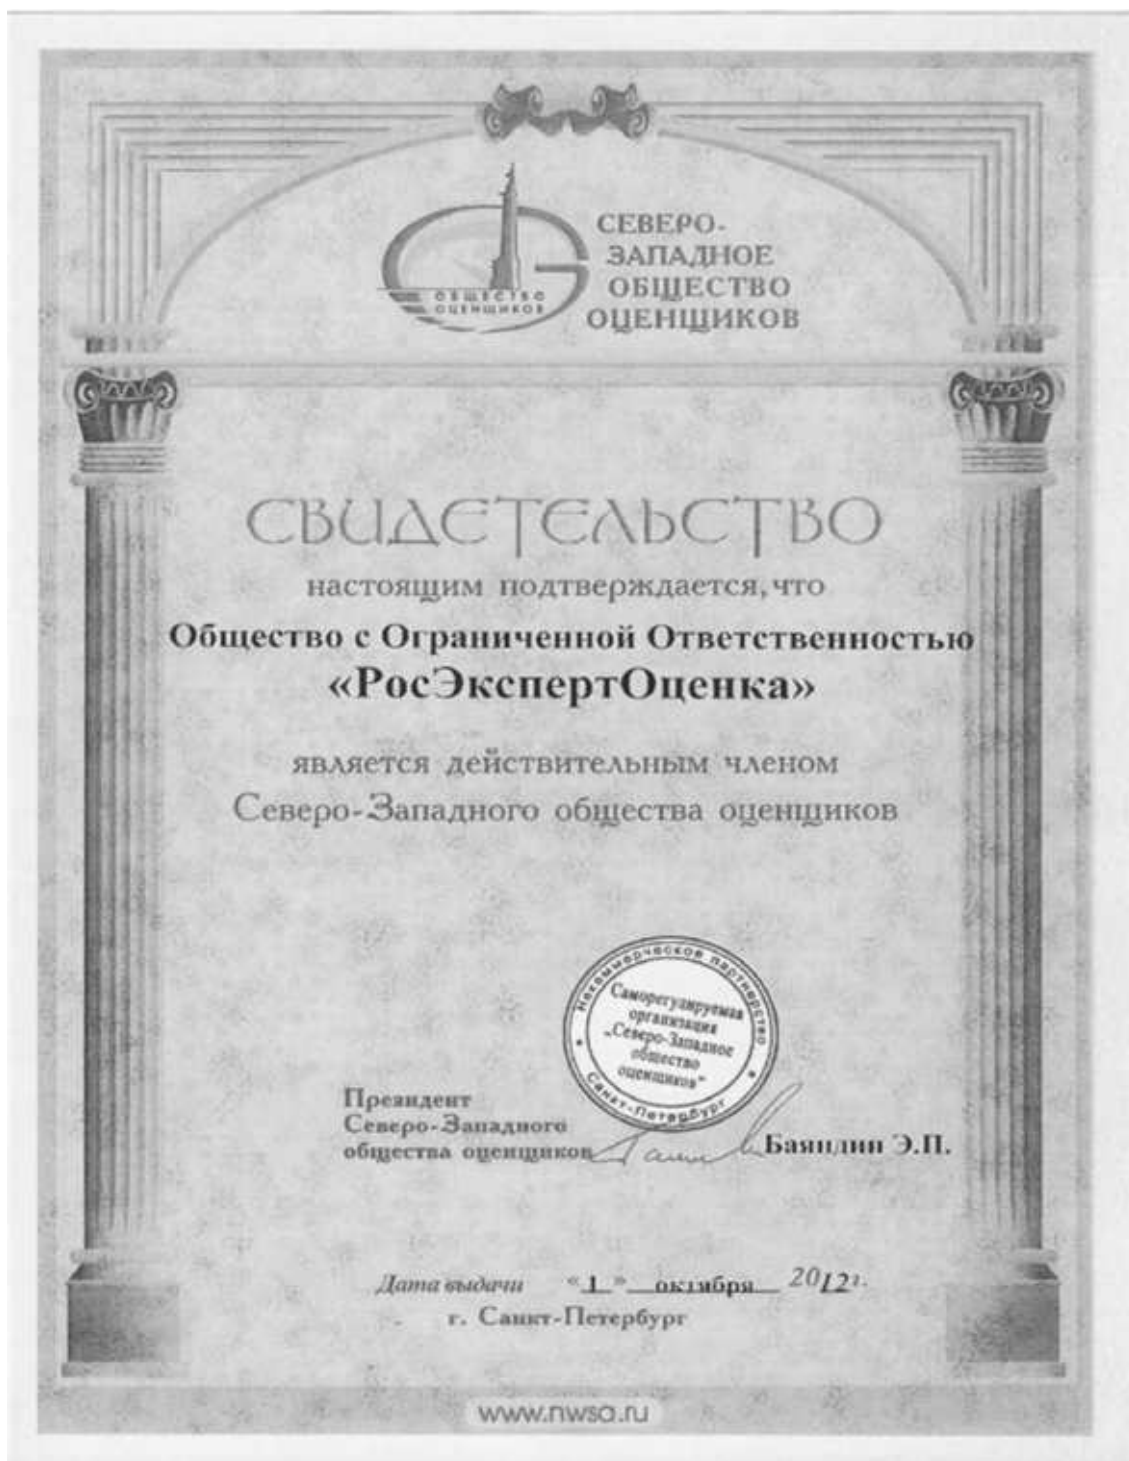 СЕВЕРО-
ЗАПАДНОЕ
ОБЩЕСТВО
ОЦЕНЩИКОВ
ОБЩЕСТВО
ОЦЕНЩИКОВ
СВИДЕТЕЛЬСТВО
настоящим подтверждается, что
Общество с Ограниченной Ответственностью
«РосЭкспертОценка»
является действительным членом
Северо-Западного общества оценщиков
Некоммерческое партнерство
Саморегулируемая
организация
„Северо-Западное
общество
оценщиков"
Санкт-Петербург
Президент
Северо-Западного
общества оценщиков
Баяндин Э.П.
Дата выдачи « 1 » октября 2012 г.
г. Санкт-Петербург
www.nwsa.ru